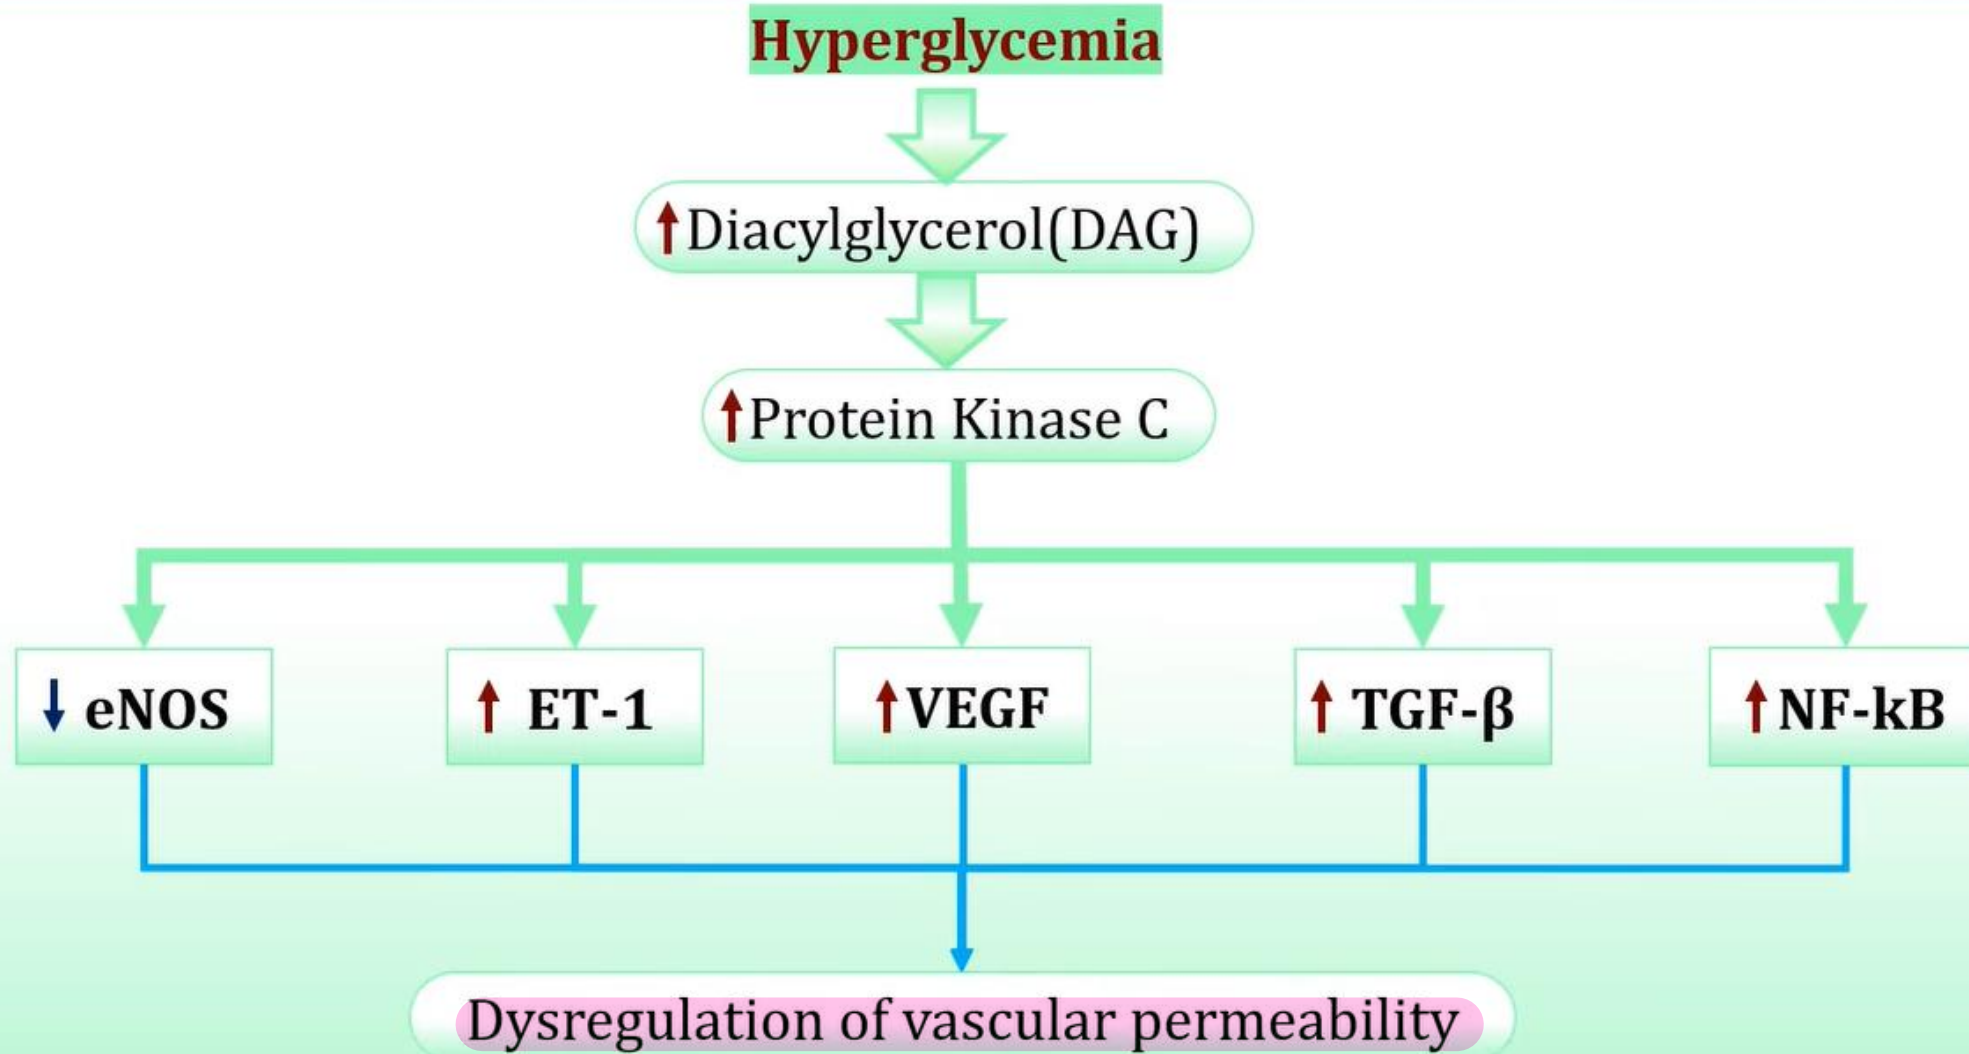 Hyperglycemia
↑Diacylglycerol(DAG)
↑Protein Kinase C
↓ eNOS
↑ ET-1
↑VEGF
↑ TGF-β
↑NF-kB
Dysregulation of vascular permeability